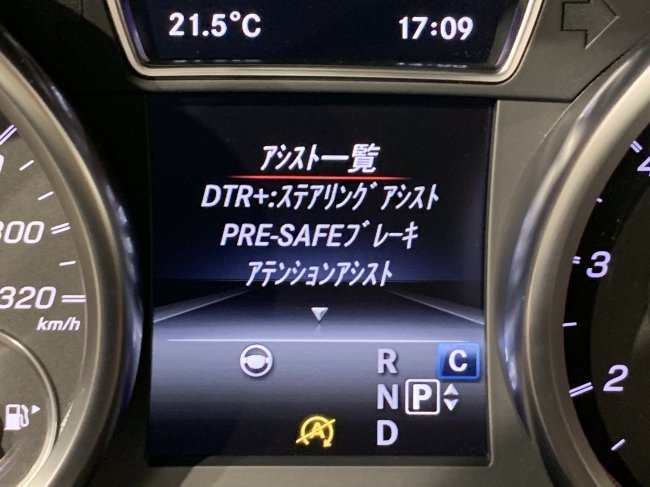 21.5°C 17:09
ｱｼｽﾄ一覧
DTR+:ｽﾃｱﾘﾝｸﾞｱｼｽﾄ
PRE-SAFEﾌﾞﾚｰｷ
ｱﾃﾝｼｮﾝｱｼｽﾄ
300
320
km/h
R C
N P
D
A
3
2